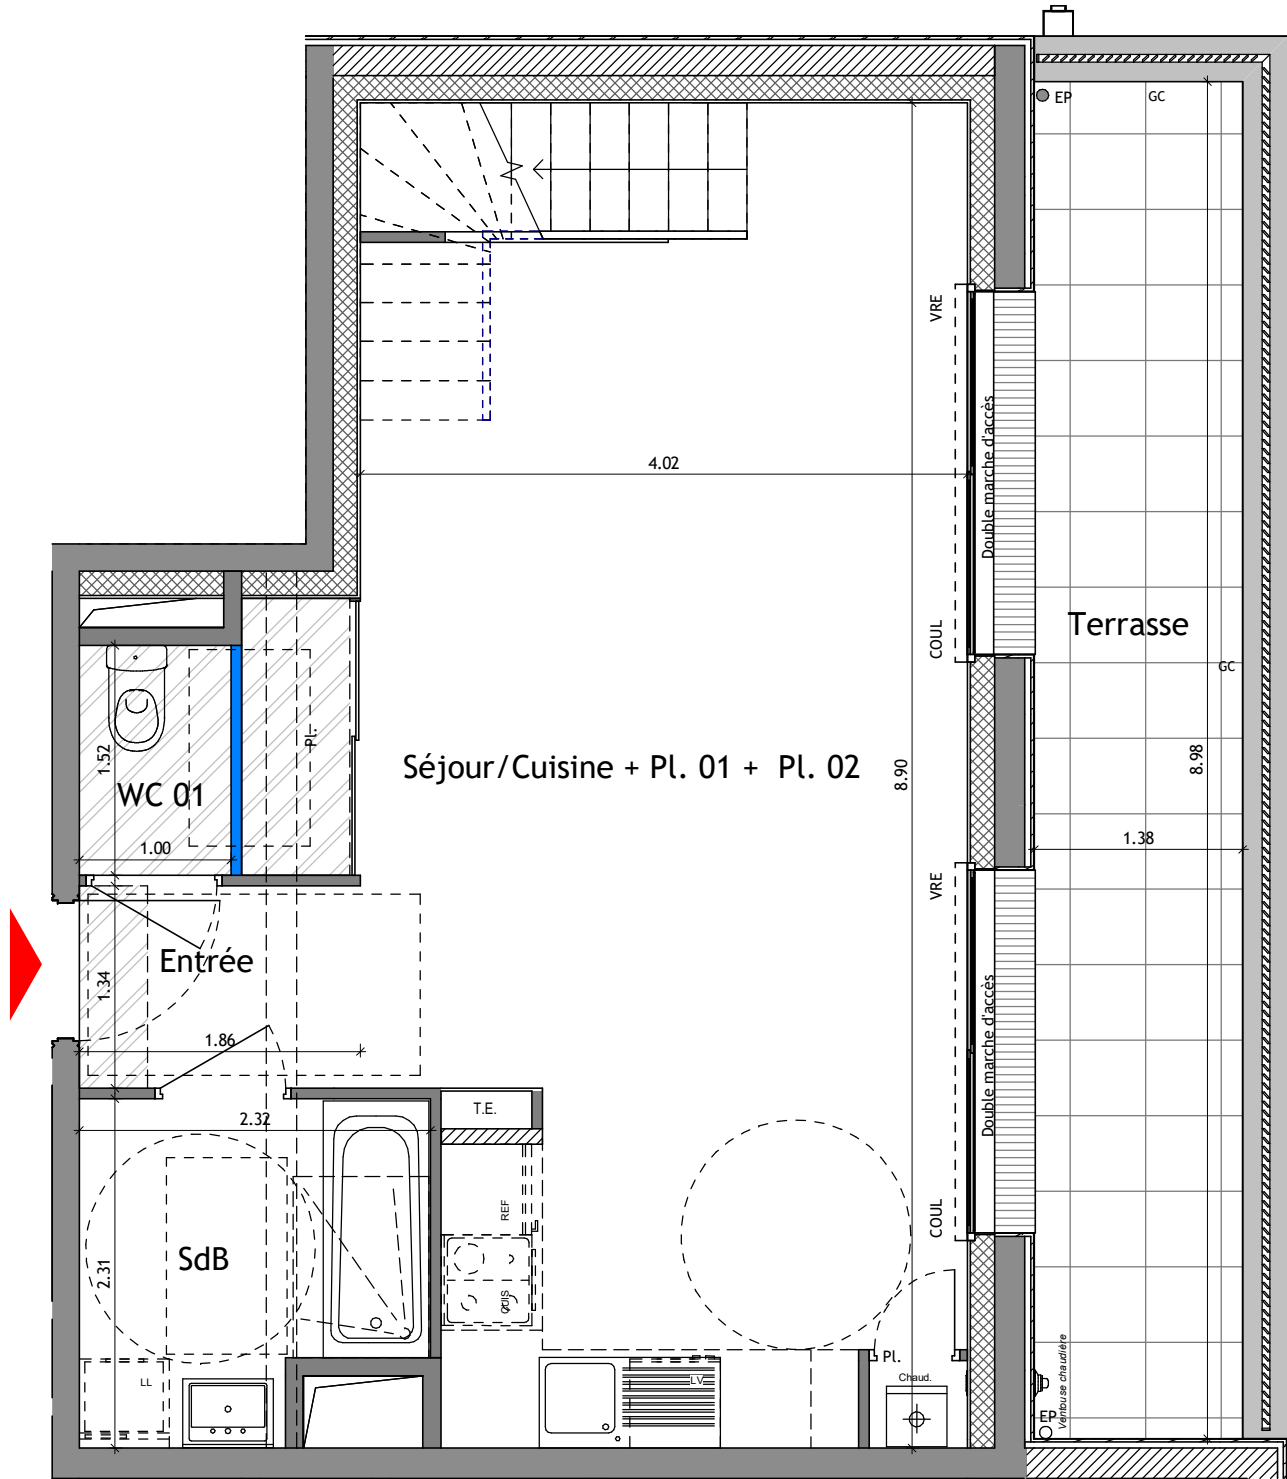 EP
GC
VRE
Double marche d'accès
4.02
COUL
Terrasse
GC
Pl.
1.52
WC 01
Séjour/Cuisine + Pl. 01 + Pl. 02
8.90
8.98
1.00
1.38
VRE
Entrée
1.34
Double marche d'accès
1.86
T.E.
2.32
REF
COUL
SdB
2.31
CUIS
Pl.
Ventouse chaudière
LL
LV
Chaud.
EP